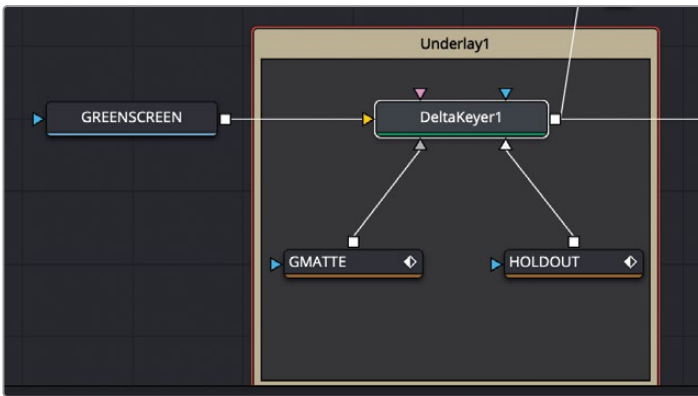 Underlay1
GREENSCREEN
DeltaKeyer1
GMATTE
HOLDOUT